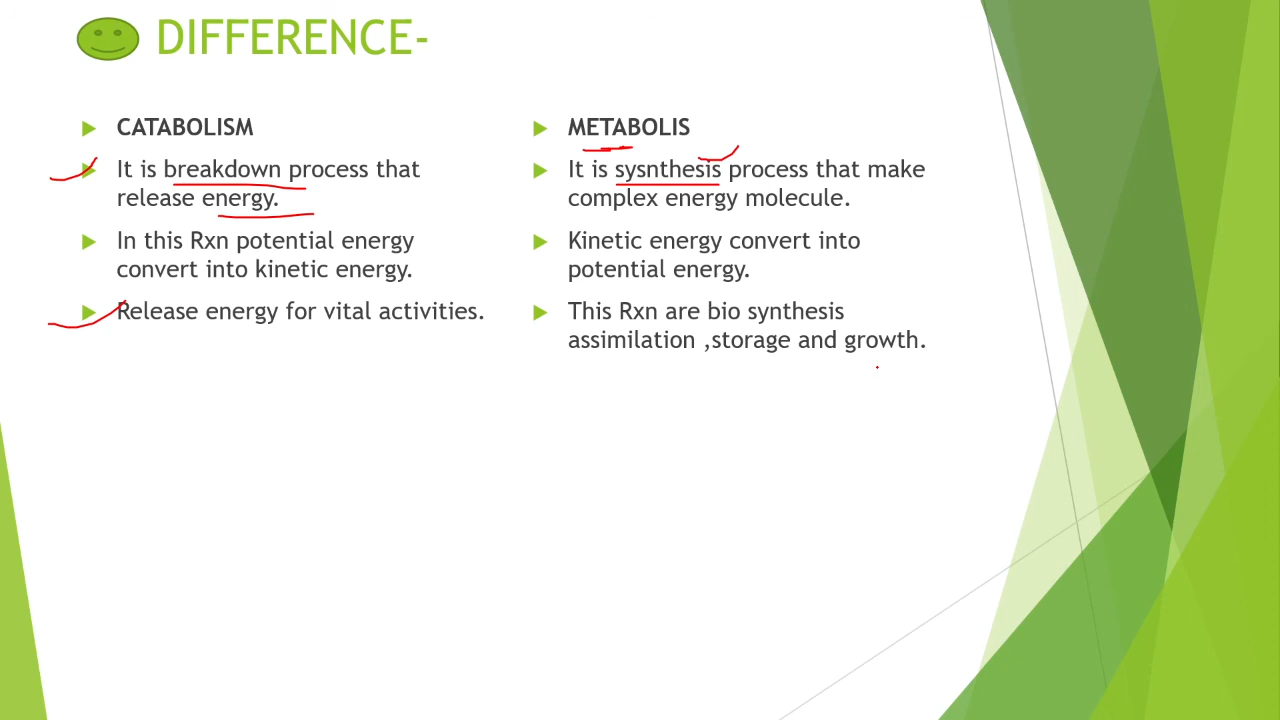 DIFFERENCE-
CATABOLISM
It is breakdown process that
release energy.
In this Rxn potential energy
convert into kinetic energy.
Release energy for vital activities.
METABOLIS
It is sysnthesis process that make
complex energy molecule.
Kinetic energy convert into
potential energy.
This Rxn are bio synthesis
assimilation ,storage and growth.